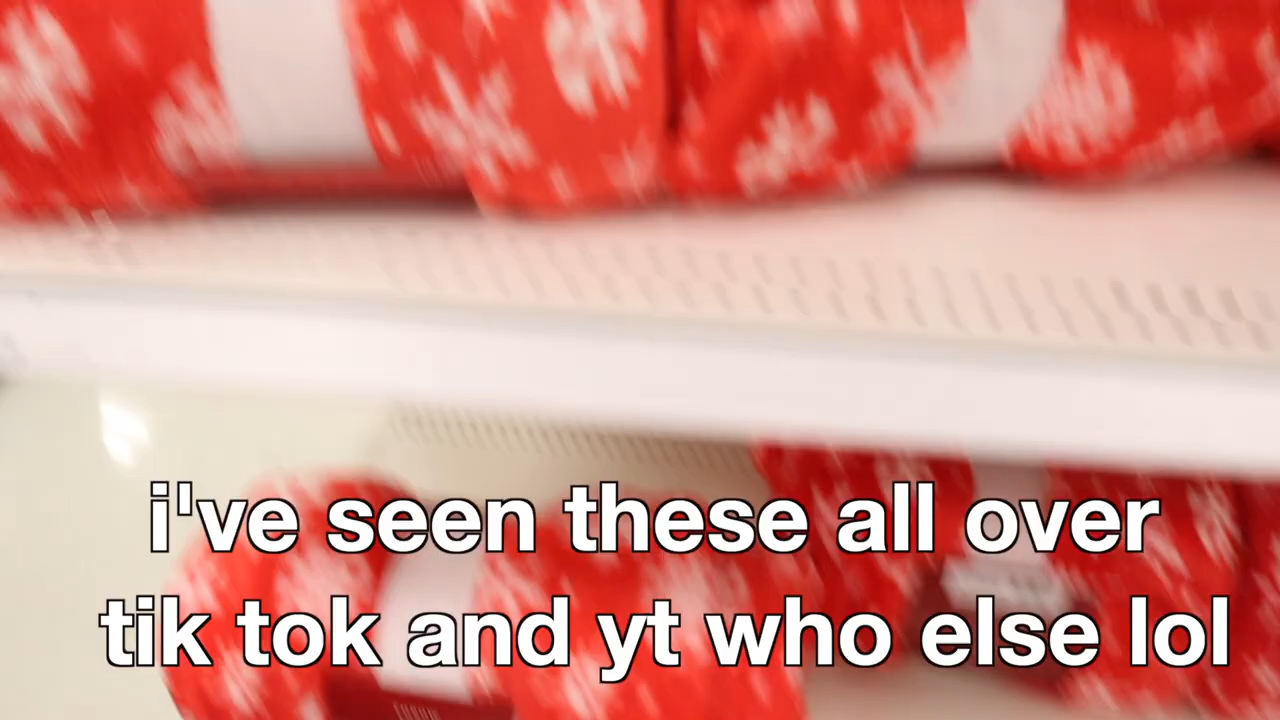 i've seen these all over
tik tok and yt who else lol